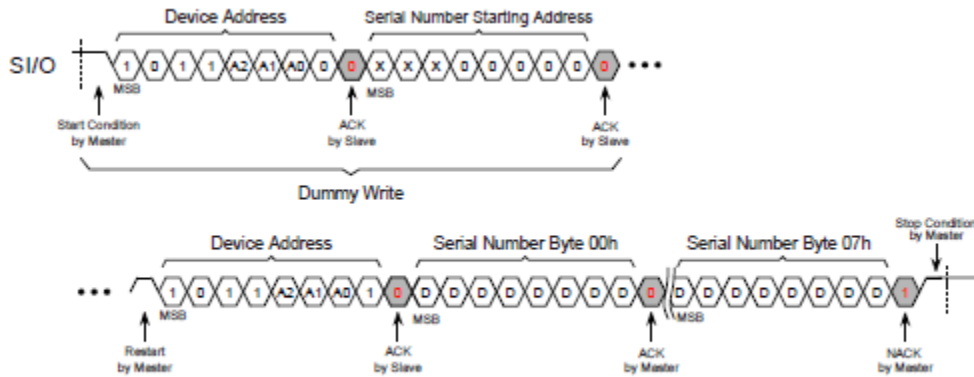 Device Address Serial Number Starting Address
SI/O 1 0 1 1 A2 A1 A0 0 0 X X X 0 0 0 0 0 0 •••
MSB MSB
Start Condition by Master
ACK by Slave
ACK by Slave
Dummy Write
Stop Condition by Master
Device Address Serial Number Byte 00h Serial Number Byte 07h
••• 1 0 1 1 A2 A1 A0 1 0 D D D D D D D D 0 D D D D D D D D 1
MSB MSB MSB
Restart by Master
ACK by Slave
ACK by Master
NACK by Master